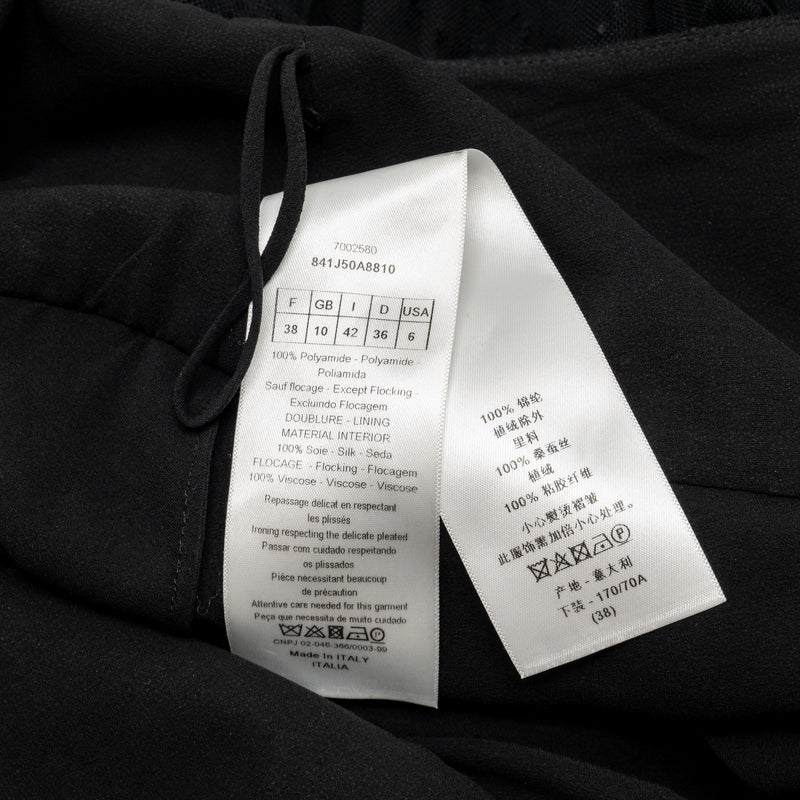 7002580
841J50A8810
F GB I D USA
38 10 42 36 6
100% Polyamide - Polyamide -
Poliamida
Sauf flocage - Except Flocking -
Excluindo Flocagem
DOUBLURE - LINING
MATERIAL INTERIOR
100% Soie - Silk - Seda
FLOCAGE - Flocking - Flocagem
100% Viscose - Viscose - Viscose
Repassage délicat en respectant
les plissés
Ironing respecting the delicate pleated
Passar com cuidado respeitando
os plissados
Pièce necessitant beaucoup
de précaution
Attentive care needed for this garment
Peça que necessita de muito cuidado
CNPJ 02-046-366/0003-99
Made In ITALY
ITALIA
100% 锦纶
植绒除外
里料
100% 桑蚕丝
植绒
100% 粘胶纤维
小心熨烫褶皱
此服饰需加倍小心处理。
产地 - 意大利
下装 - 170/70A
(38)